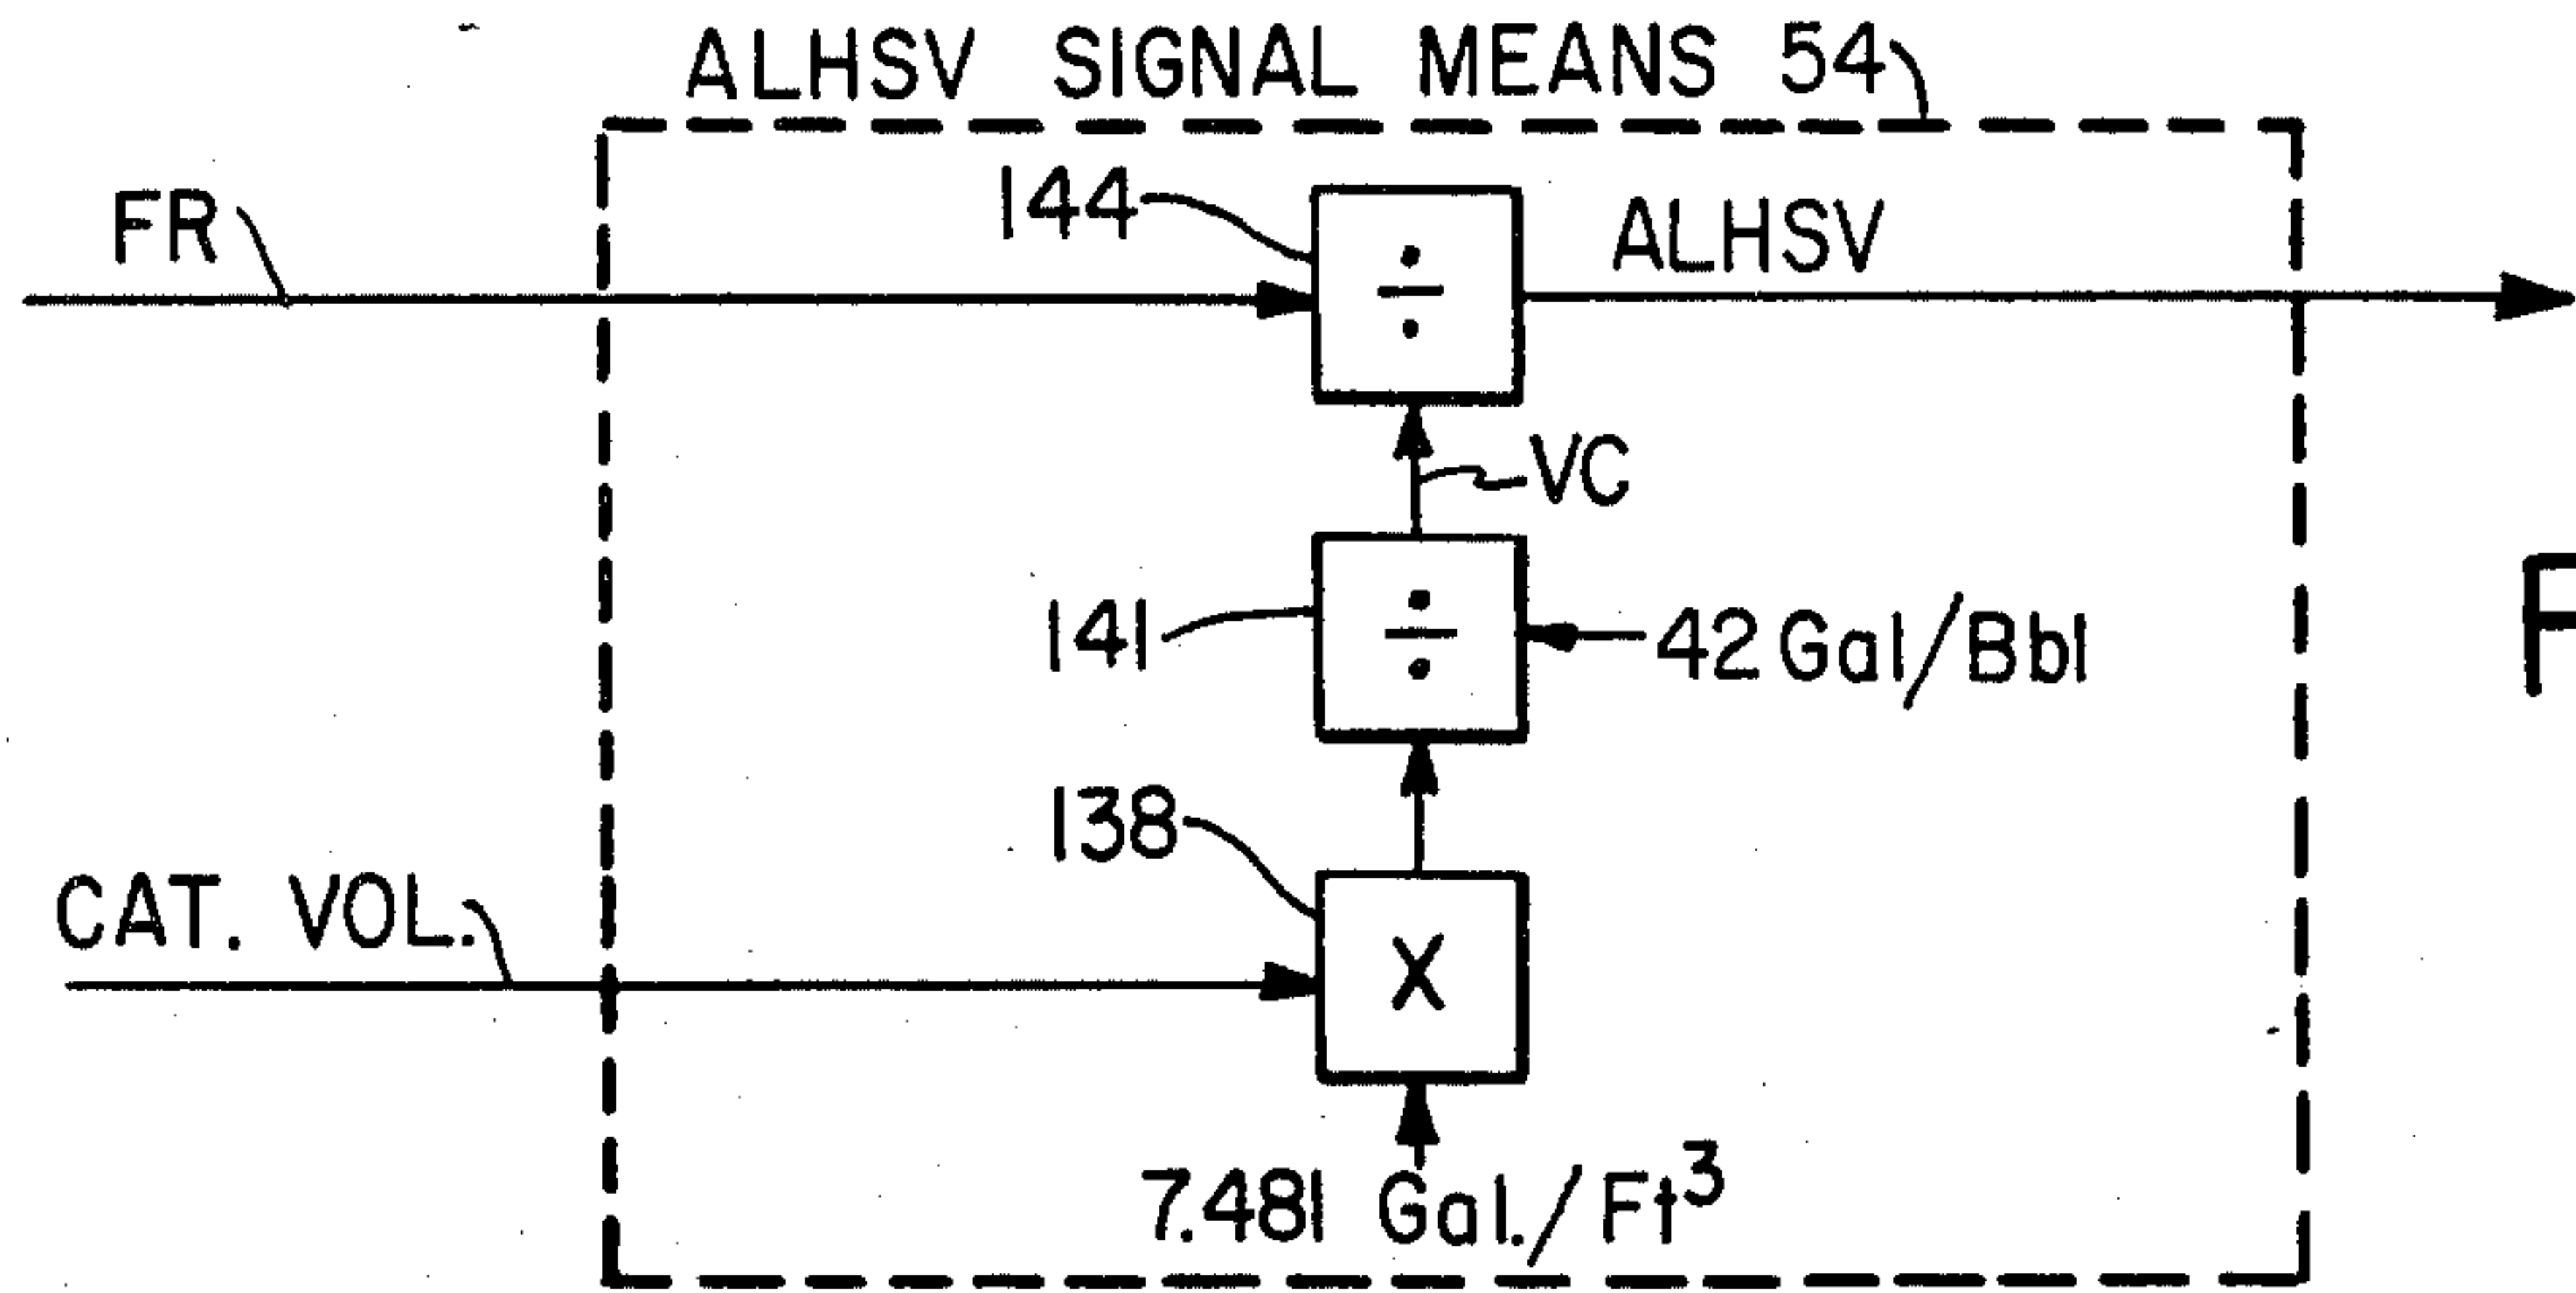 ALHSV SIGNAL MEANS 54
FR
144
ALHSV
VC
141
42 Gal/Bbl
F
138
CAT. VOL.
X
7.481 Gal./Ft³